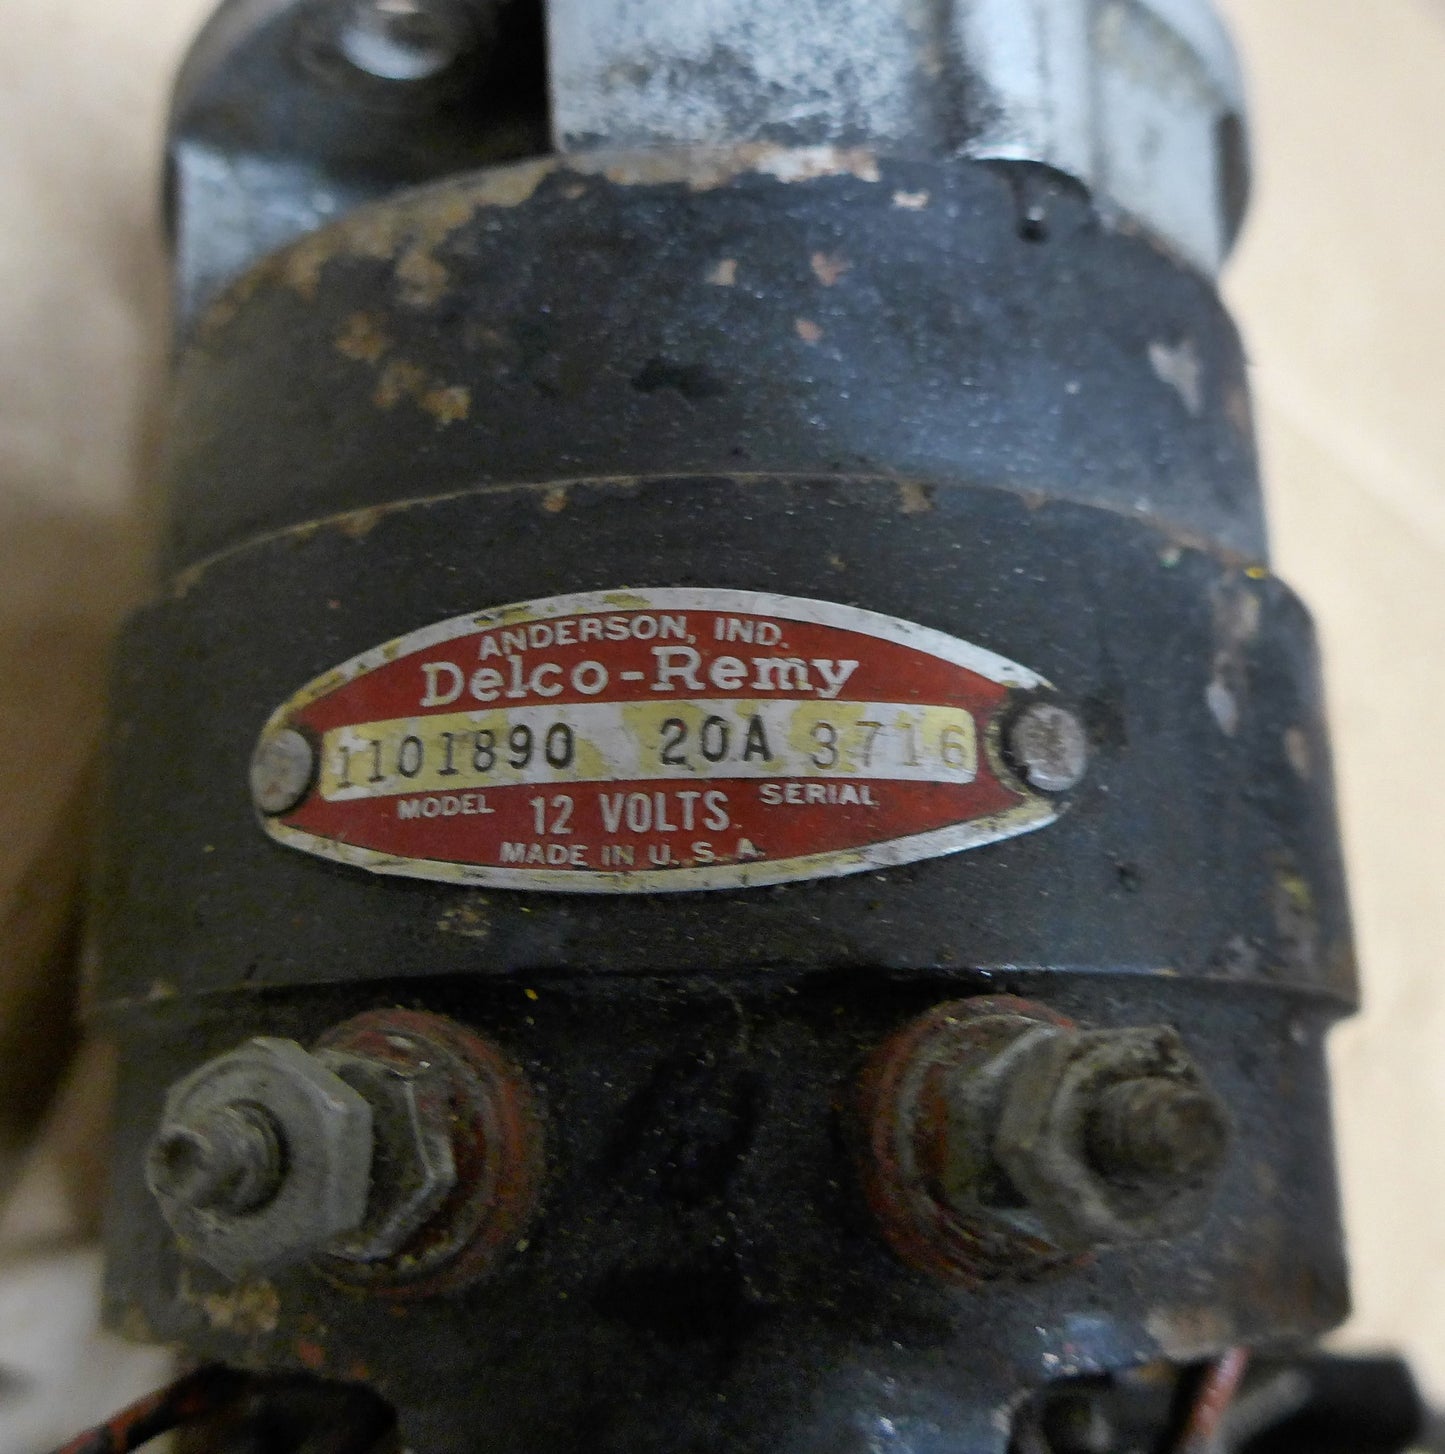 ANDERSON, IND.
Delco-Remy
1101890 20A 3716
MODEL 12 VOLTS SERIAL
MADE IN U.S.A.